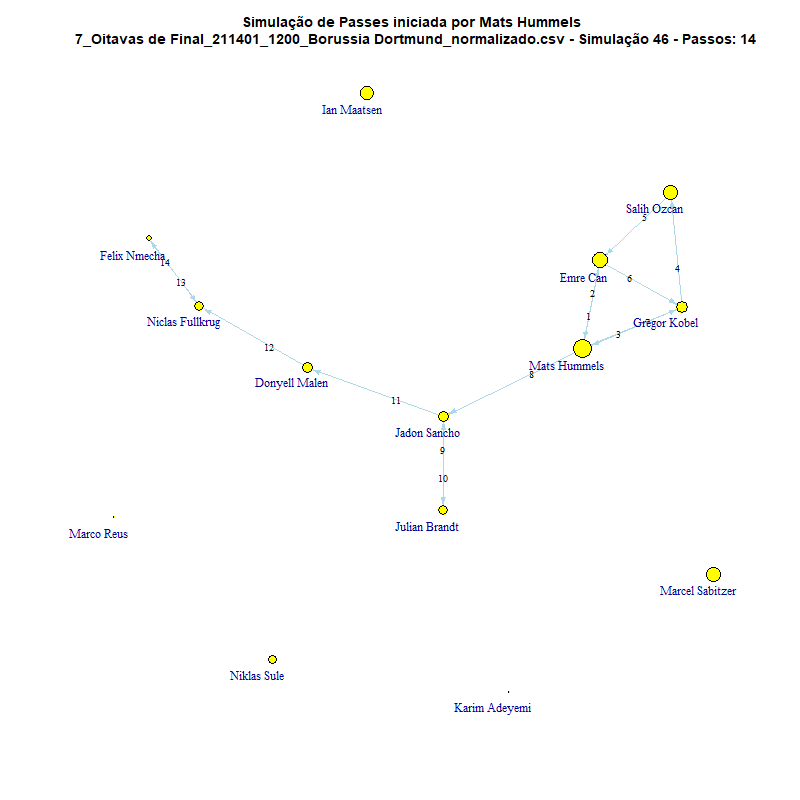 Simulação de Passes iniciada por Mats Hummels
7_Oitavas de Final_211401_1200_Borussia Dortmund_normalizado.csv - Simulação 46 - Passos: 14
Ian Maatsen
Salih Ozcan
5
Felix Nmecha
14
Emre Can
6
4
13
2
Niclas Fullkrug
1
Gregor Kobel
3
12
Mats Hummels
8
Donyell Malen
11
Jadon Sancho
9
10
Julian Brandt
Marco Reus
Marcel Sabitzer
Niklas Sule
Karim Adeyemi